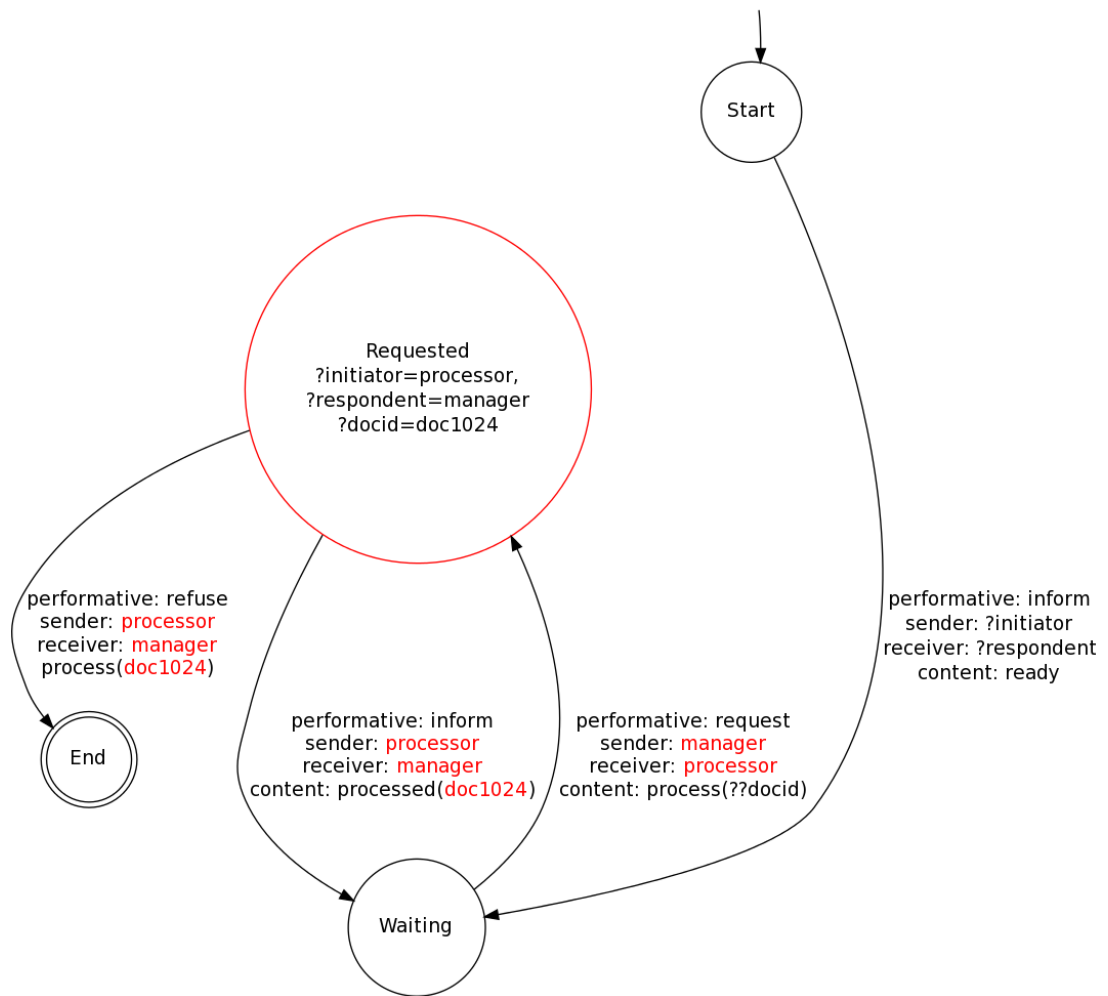 Start
Requested
?initiator=processor,
?respondent=manager
?docid=doc1024
performative: refuse
sender: processor
receiver: manager
process(doc1024)
performative: inform
sender: ?initiator
receiver: ?respondent
content: ready
performative: inform
sender: processor
receiver: manager
content: processed(doc1024)
performative: request
sender: manager
receiver: processor
content: process(??docid)
End
Waiting